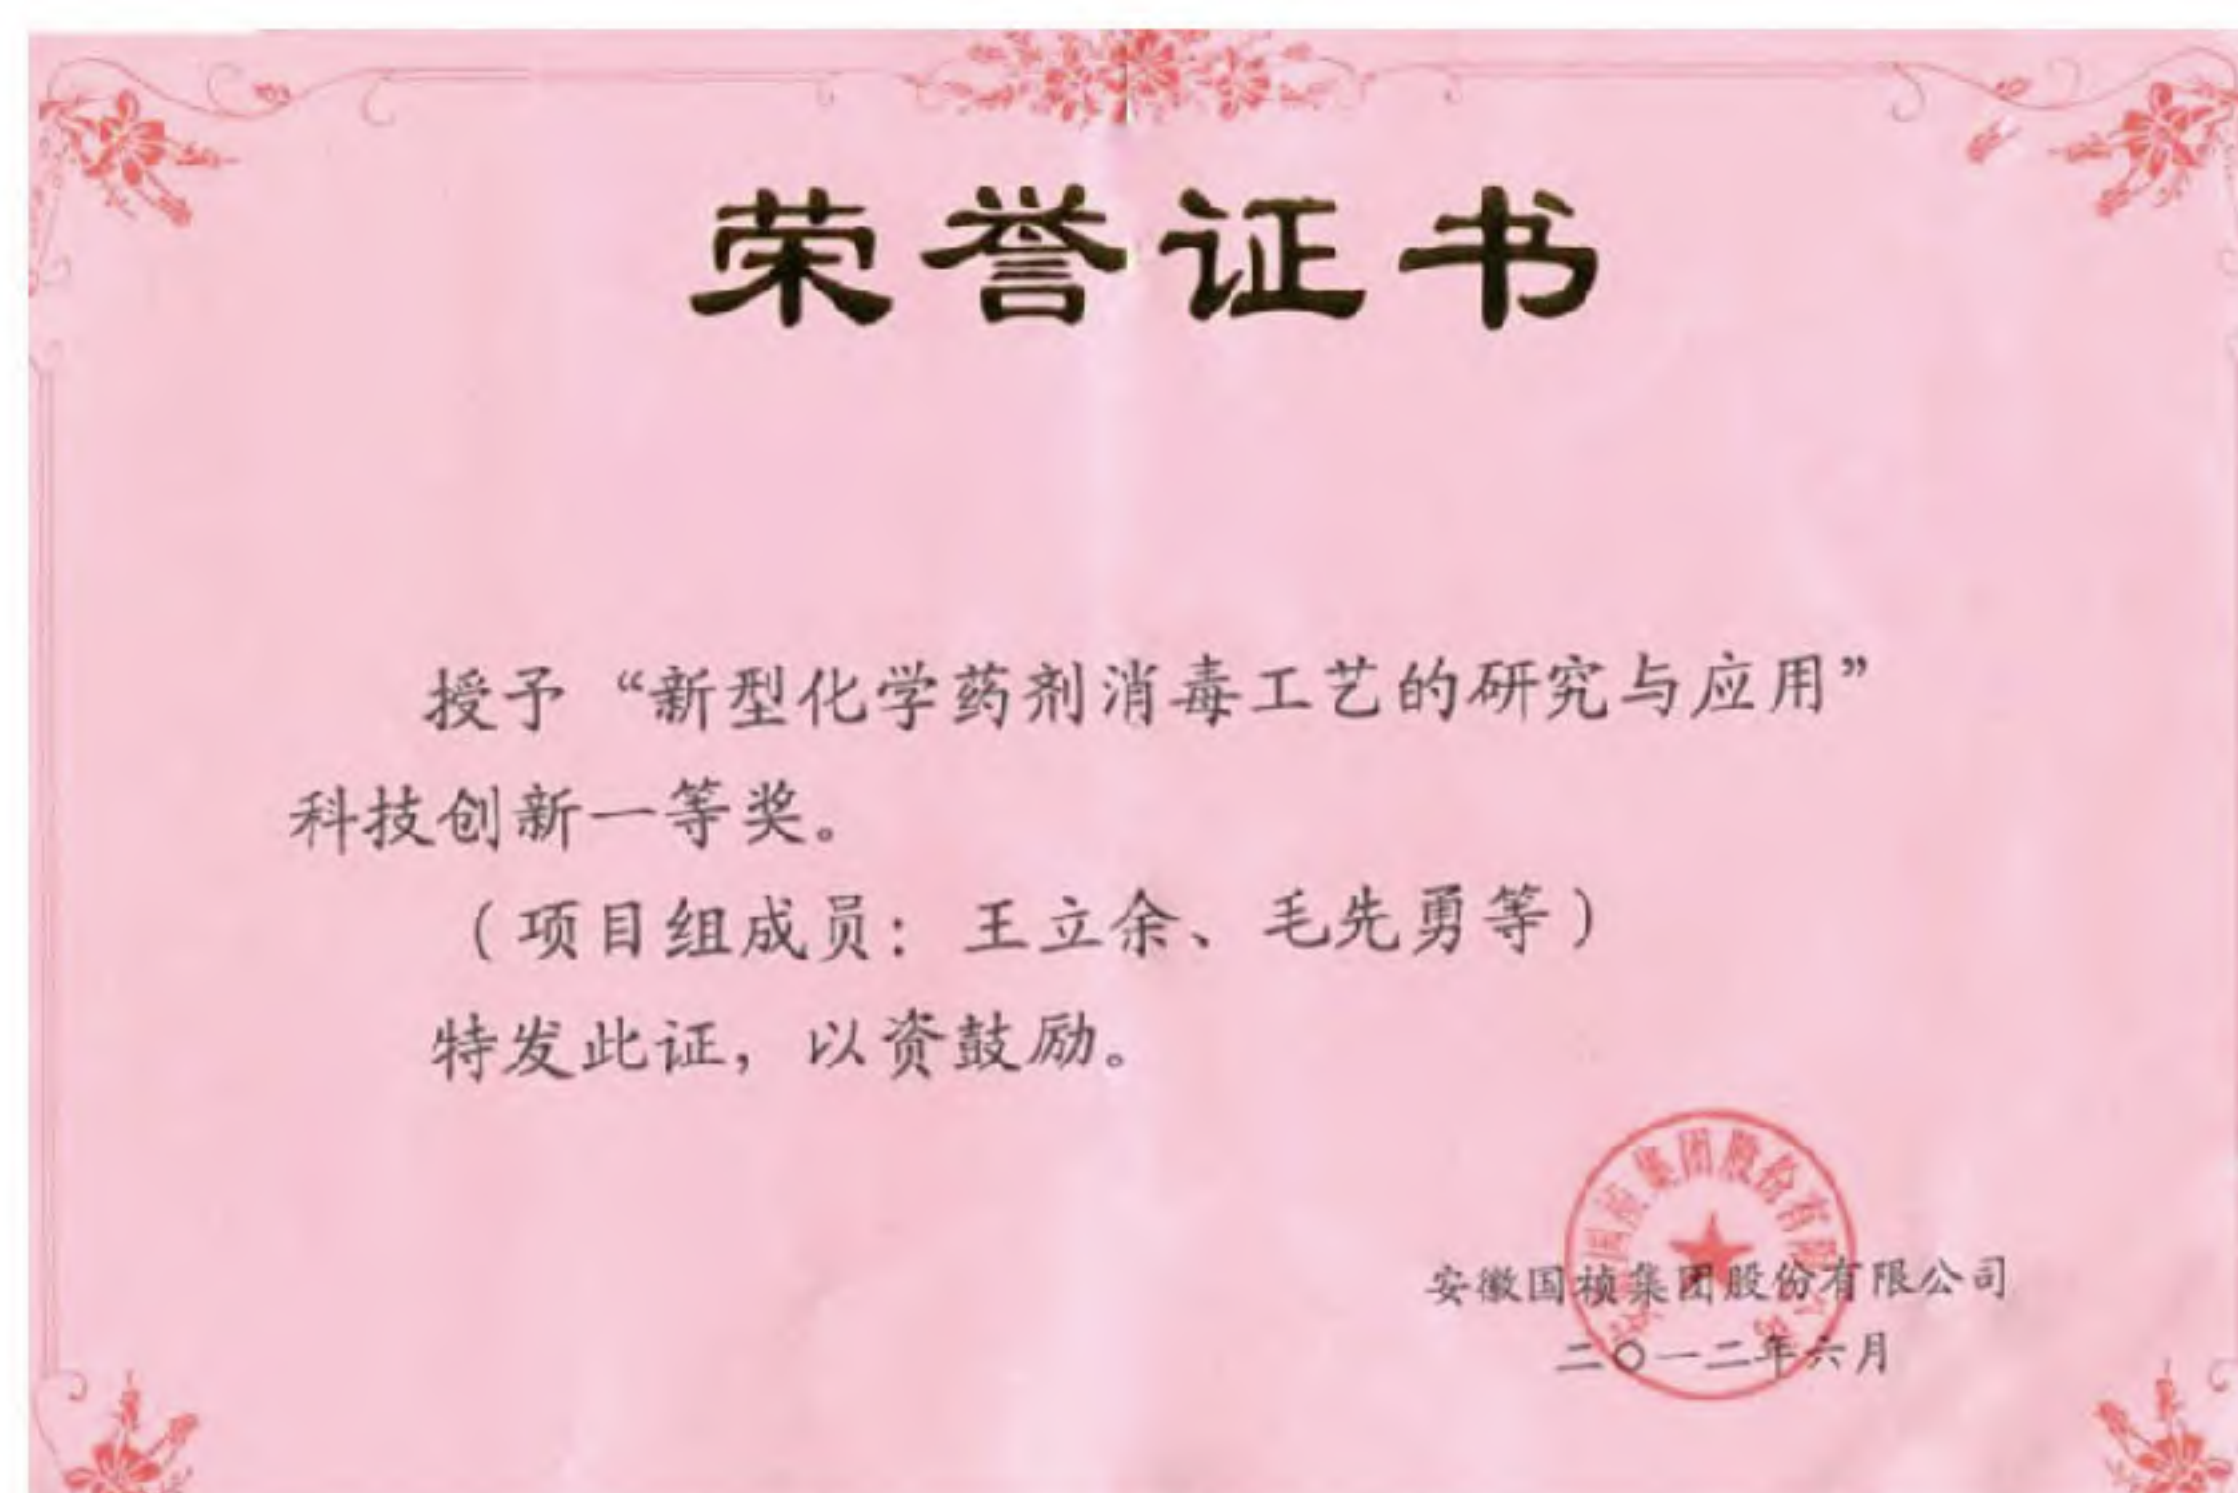 荣誉证书
授予“新型化学药剂消毒工艺的研究与应用”
科技创新一等奖。
（项目组成员：王立余、毛先勇等）
特发此证，以资鼓励。
安徽国祯集团股份有限公司
二〇一二年六月